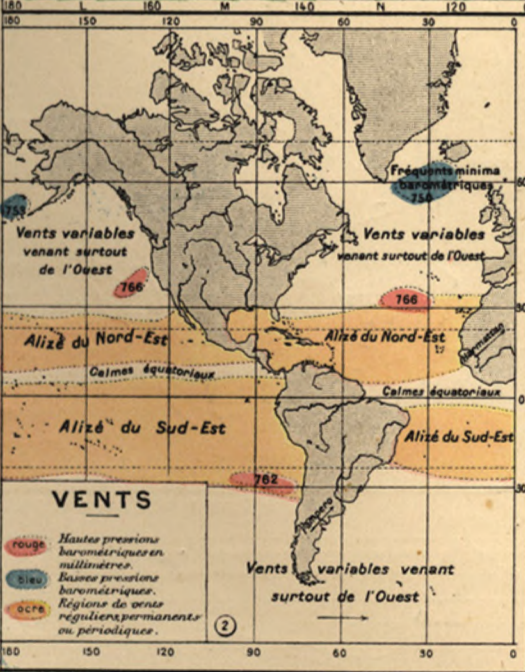 180 L 160 M 140 N 120
180 150 120 90 60 30 0
Fréquents minima
barométriques
750
60
753
Vents variables
venant surtout
de l'Ouest
Vents variables
venant surtout de l'Ouest
766
766
30
Alizé du Nord-Est
Alizé du Nord-Est
Harmattan
Calmes équatoriaux
Calmes équatoriaux
0
Alizé du Sud-Est
Alizé du Sud-Est
762
30
VENTS
Pampero
rouge
Hautes pressions
barométriques en
millimètres.
bleu
Basses pressions
barométriques.
ocre
Régions de vents
réguliers, permanents
ou périodiques.
Vents variables venant
surtout de l'Ouest
2
180 150 120 90 60 30 0